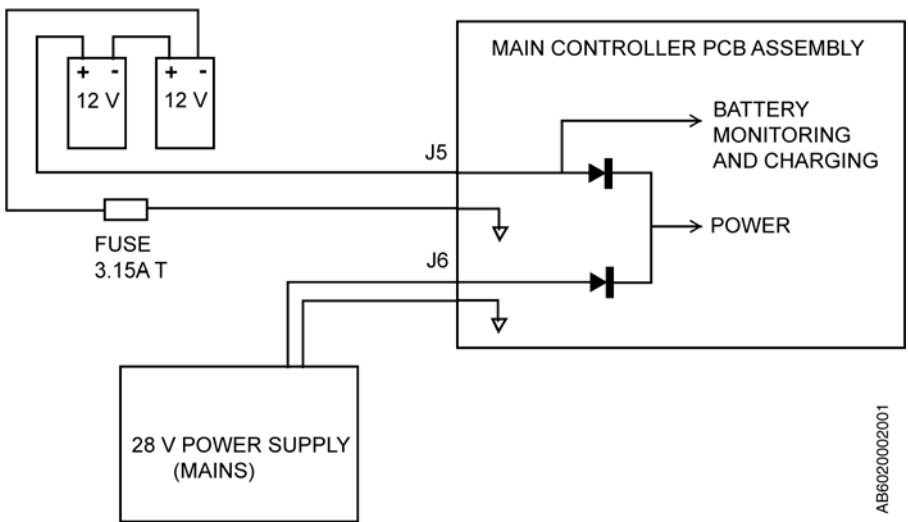 MAIN CONTROLLER PCB ASSEMBLY
+ - + -
12 V 12 V
BATTERY
MONITORING
AND CHARGING
J5
POWER
FUSE
3.15A T
J6
28 V POWER SUPPLY
(MAINS)
AB6020002001